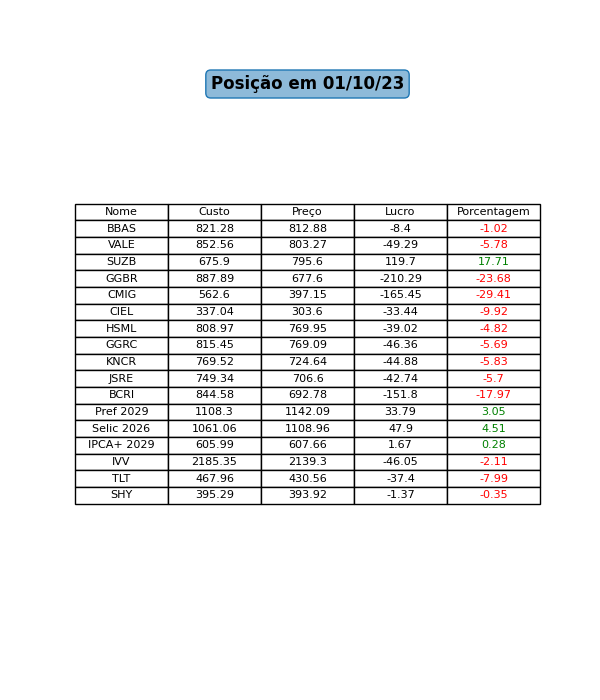 Posição em 01/10/23
Nome Custo Preço Lucro Porcentagem
BBAS 821.28 812.88 -8.4 -1.02
VALE 852.56 803.27 -49.29 -5.78
SUZB 675.9 795.6 119.7 17.71
GGBR 887.89 677.6 -210.29 -23.68
CMIG 562.6 397.15 -165.45 -29.41
CIEL 337.04 303.6 -33.44 -9.92
HSML 808.97 769.95 -39.02 -4.82
GGRC 815.45 769.09 -46.36 -5.69
KNCR 769.52 724.64 -44.88 -5.83
JSRE 749.34 706.6 -42.74 -5.7
BCRI 844.58 692.78 -151.8 -17.97
Pref 2029 1108.3 1142.09 33.79 3.05
Selic 2026 1061.06 1108.96 47.9 4.51
IPCA+ 2029 605.99 607.66 1.67 0.28
IVV 2185.35 2139.3 -46.05 -2.11
TLT 467.96 430.56 -37.4 -7.99
SHY 395.29 393.92 -1.37 -0.35